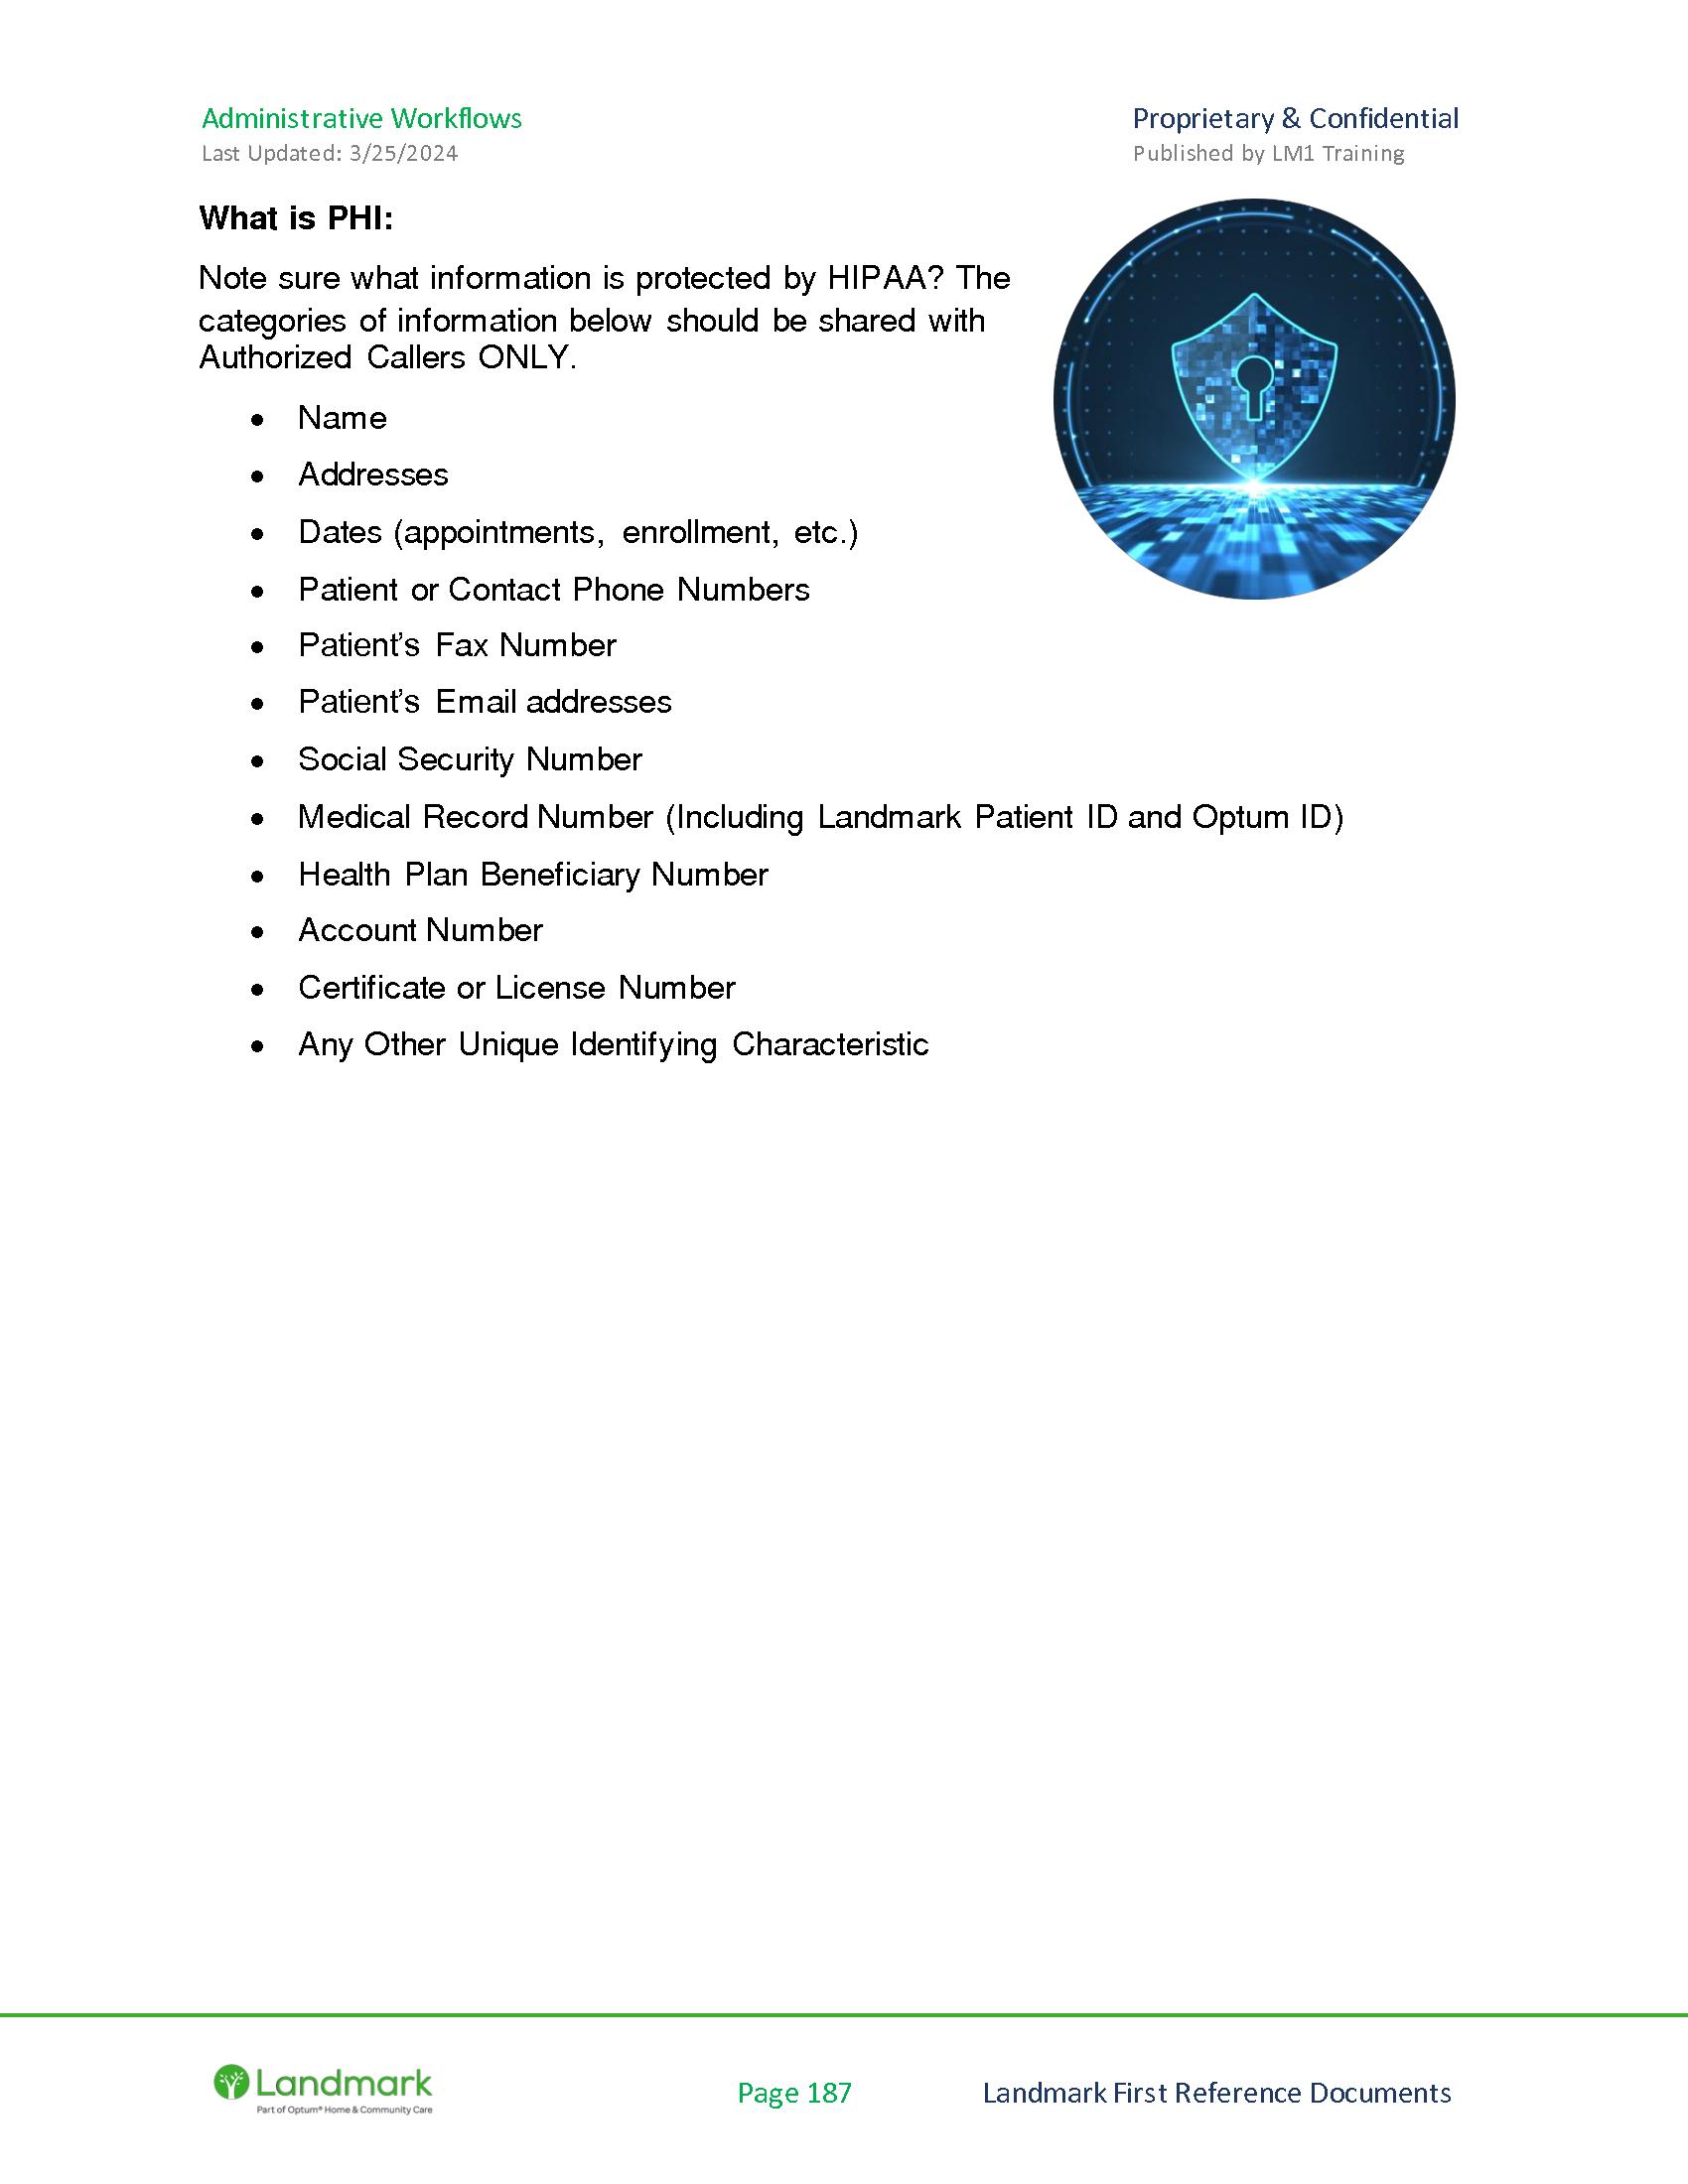 Administrative Workflows
Proprietary & Confidential
Last Updated: 3/25/2024
Published by LM1 Training
What is PHI:
Note sure what information is protected by HIPAA? The
categories of information below should be shared with
Authorized Callers ONLY.
• Name
• Addresses
• Dates (appointments, enrollment, etc.)
• Patient or Contact Phone Numbers
• Patient’s Fax Number
• Patient’s Email addresses
• Social Security Number
• Medical Record Number (Including Landmark Patient ID and Optum ID)
• Health Plan Beneficiary Number
• Account Number
• Certificate or License Number
• Any Other Unique Identifying Characteristic
Landmark
Part of Optum® Home & Community Care
Page 187
Landmark First Reference Documents